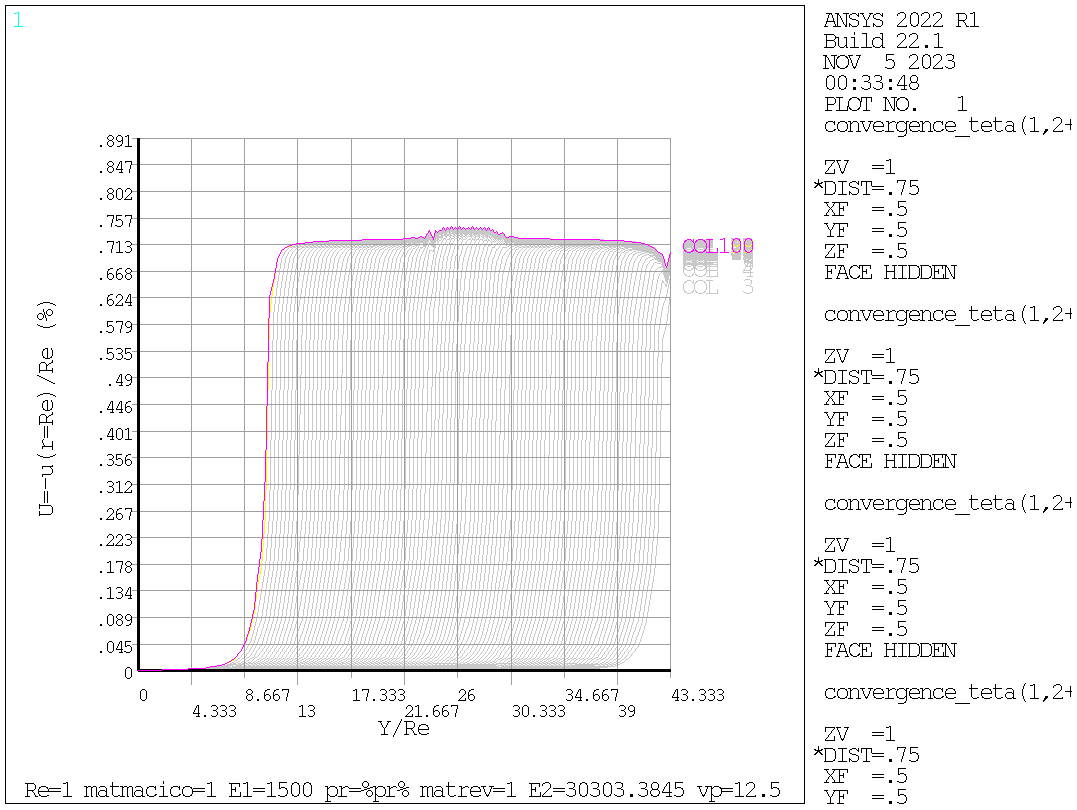 1
ANSYS 2022 R1
Build 22.1
NOV 5 2023
00:33:48
PLOT NO. 1
convergence_teta(1,2+
ZV =1
*DIST=.75
XF =.5
YF =.5
ZF =.5
FACE HIDDEN
convergence_teta(1,2+
ZV =1
*DIST=.75
XF =.5
YF =.5
ZF =.5
FACE HIDDEN
convergence_teta(1,2+
ZV =1
*DIST=.75
XF =.5
YF =.5
ZF =.5
FACE HIDDEN
convergence_teta(1,2+
ZV =1
*DIST=.75
XF =.5
YF =.5
U=-u(r=Re)/Re (%)
.891
.847
.802
.757
.713
.668
.624
.579
.535
.49
.446
.401
.356
.312
.267
.223
.178
.134
.089
.045
0
COL100
COL 3
0 8.667 17.333 26 34.667 43.333
4.333 13 21.667 30.333 39
Y/Re
Re=1 matmacico=1 E1=1500 pr=%pr% matrev=1 E2=30303.3845 vp=12.5